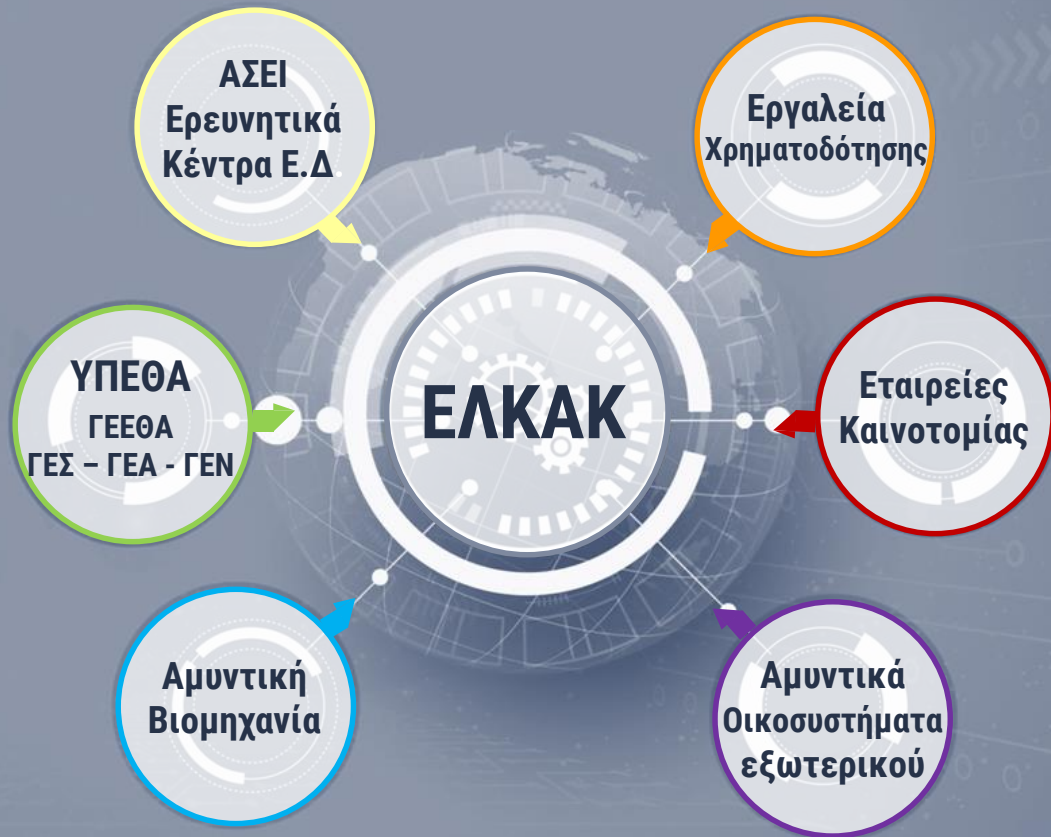 ΑΣΕΙ
Ερευνητικά
Κέντρα Ε.Δ.
Εργαλεία
Χρηματοδότησης
ΥΠΕΘΑ
ΓΕΕΘΑ
ΓΕΣ – ΓΕΑ - ΓΕΝ
ΕΛΚΑΚ
Εταιρείες
Καινοτομίας
Αμυντική
Βιομηχανία
Αμυντικά
Οικοσυστήματα
εξωτερικού